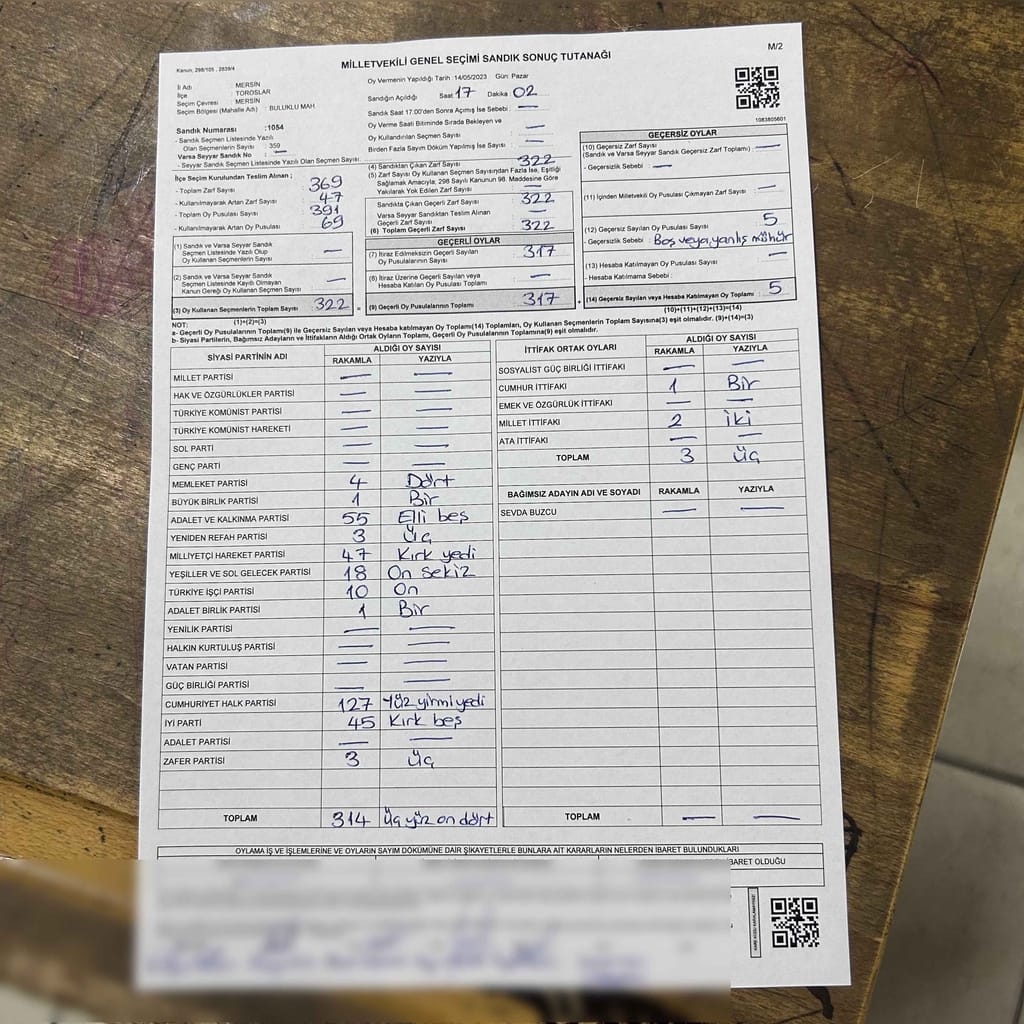 Kanun, 298/105 , 2839/4
MİLLETVEKİLİ GENEL SEÇİMİ SANDIK SONUÇ TUTANAĞI
M/2
İl Adı : MERSİN
İlçe : TOROSLAR
Seçim Çevresi : MERSİN
Seçim Bölgesi (Mahalle Adı) : BULUKLU MAH.
Sandık Numarası :1054
- Sandık Seçmen Listesinde Yazılı
Olan Seçmenlerin Sayısı : 359
Varsa Seyyar Sandık No : —
- Seyyar Sandık Seçmen Listesinde Yazılı Olan Seçmen Sayısı:
Oy Vermenin Yapıldığı Tarih :14/05/2023 Gün: Pazar
Sandığın Açıldığı Saat 17 Dakika 02
Sandık Saat 17.00'den Sonra Açılmış İse Sebebi : —
Oy Verme Saati Bitiminde Sırada Bekleyen ve
Oy Kullandırılan Seçmen Sayısı : —
Birden Fazla Sayım Döküm Yapılmış İse Sayısı : —
1083805601
İlçe Seçim Kurulundan Teslim Alınan ;
- Toplam Zarf Sayısı : 369
- Kullanılmayarak Artan Zarf Sayısı : 47
- Toplam Oy Pusulası Sayısı : 391
- Kullanılmayarak Artan Oy Pusulası : 69
(1) Sandık ve Varsa Seyyar Sandık
Seçmen Listesinde Yazılı Olup
Oy Kullanan Seçmenlerin Sayısı —
(2) Sandık ve Varsa Seyyar Sandık
Seçmen Listesinde Kayıtlı Olmayan
Kanun Gereği Oy Kullanan Seçmen Sayısı —
(3) Oy Kullanan Seçmenlerin Toplam Sayısı 322 =
(1)+(2)=(3)
(4) Sandıktan Çıkan Zarf Sayısı : 322
(5) Zarf Sayısı Oy Kullanan Seçmen Sayısından Fazla İse, Eşitliği
Sağlamak Amacıyla; 298 Sayılı Kanunun 98. Maddesine Göre
Yakılarak Yok Edilen Zarf Sayısı : —
Sandıkta Çıkan Geçerli Zarf Sayısı : 322
Varsa Seyyar Sandıktan Teslim Alınan
Geçerli Zarf Sayısı : —
(6) Toplam Geçerli Zarf Sayısı : 322
GEÇERLİ OYLAR
(7) İtiraz Edilmeksizin Geçerli Sayılan
Oy Pusulalarının Sayısı : 317
(8) İtiraz Üzerine Geçerli Sayılan veya
Hesaba Katılan Oy Pusulası Toplamı : —
(9) Geçerli Oy Pusulalarının Toplamı : 317 +
GEÇERSİZ OYLAR
(10) Geçersiz Zarf Sayısı
(Sandık ve Varsa Seyyar Sandık Geçersiz Zarf Toplamı) : —
- Geçersizlik Sebebi : —
(11) İçinden Milletvekili Oy Pusulası Çıkmayan Zarf Sayısı : —
(12) Geçersiz Sayılan Oy Pusulası Sayısı : 5
- Geçersizlik Sebebi : Boş veya yanlış mühür
(13) Hesaba Katılmayan Oy Pusulası Sayısı : —
- Hesaba Katılmama Sebebi :
(14) Geçersiz Sayılan veya Hesaba Katılmayan Oy Toplamı : 5
(10)+(11)+(12)+(13)=(14)
NOT:
a- Geçerli Oy Pusulalarının Toplamı(9) ile Geçersiz Sayılan veya Hesaba katılmayan Oy Toplamı(14) Toplamları, Oy Kullanan Seçmenlerin Toplam Sayısına(3) eşit olmalıdır. (9)+(14)=(3)
b- Siyasi Partilerin, Bağımsız Adayların ve İttifakların Aldığı Ortak Oyların Toplamı, Geçerli Oy Pusulalarının Toplamına(9) eşit olmalıdır.
SİYASİ PARTİNİN ADI ALDIĞI OY SAYISI
RAKAMLA YAZIYLA
MİLLET PARTİSİ — —
HAK VE ÖZGÜRLÜKLER PARTİSİ — —
TÜRKİYE KOMÜNİST PARTİSİ — —
TÜRKİYE KOMÜNİST HAREKETİ — —
SOL PARTİ — —
GENÇ PARTİ — —
MEMLEKET PARTİSİ 4 Dört
BÜYÜK BİRLİK PARTİSİ 1 Bir
ADALET VE KALKINMA PARTİSİ 55 Elli beş
YENİDEN REFAH PARTİSİ 3 Üç
MİLLİYETÇİ HAREKET PARTİSİ 47 Kırk yedi
YEŞİLLER VE SOL GELECEK PARTİSİ 18 On sekiz
TÜRKİYE İŞÇİ PARTİSİ 10 On
ADALET BİRLİK PARTİSİ 1 Bir
YENİLİK PARTİSİ — —
HALKIN KURTULUŞ PARTİSİ — —
VATAN PARTİSİ — —
GÜÇ BİRLİĞİ PARTİSİ — —
CUMHURİYET HALK PARTİSİ 127 Yüz yirmi yedi
İYİ PARTİ 45 Kırk beş
ADALET PARTİSİ — —
ZAFER PARTİSİ 3 Üç
TOPLAM 314 Üç yüz on dört
İTTİFAK ORTAK OYLARI ALDIĞI OY SAYISI
RAKAMLA YAZIYLA
SOSYALİST GÜÇ BİRLİĞİ İTTİFAKI — —
CUMHUR İTTİFAKI 1 Bir
EMEK VE ÖZGÜRLÜK İTTİFAKI — —
MİLLET İTTİFAKI 2 İki
ATA İTTİFAKI — —
TOPLAM 3 Üç
BAĞIMSIZ ADAYIN ADI VE SOYADI RAKAMLA YAZIYLA
SEVDA BUZCU — —
TOPLAM — —
OYLAMA İŞ VE İŞLEMLERİNE VE OYLARIN SAYIM DÖKÜMÜNE DAİR ŞİKAYETLERLE BUNLARA AİT KARARLARIN NELERDEN İBARET BULUNDUKLARI
İBARET OLDUĞU